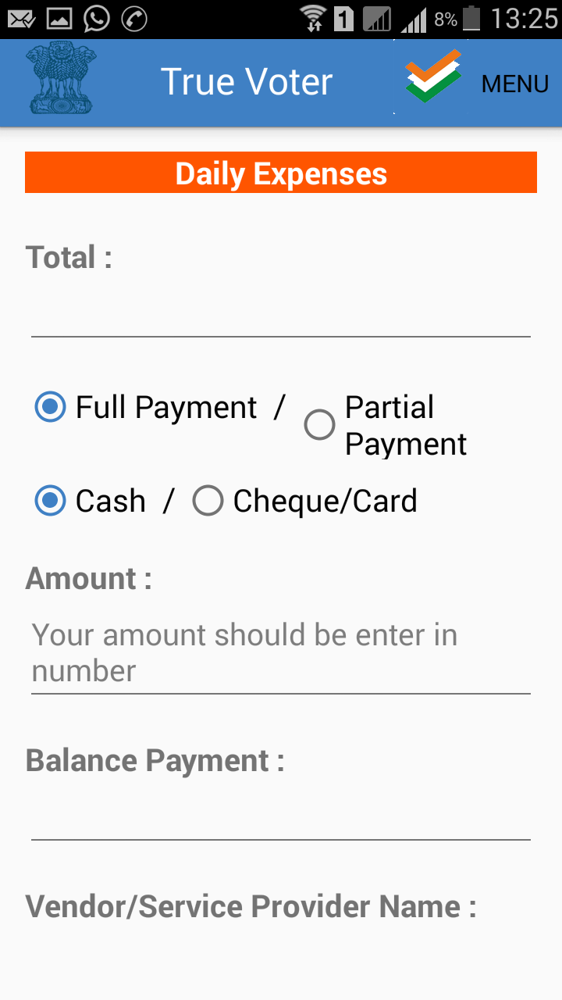 1 8% 13:25
True Voter MENU
Daily Expenses
Total :
Full Payment / Partial
Payment
Cash / Cheque/Card
Amount :
Your amount should be enter in
number
Balance Payment :
Vendor/Service Provider Name :